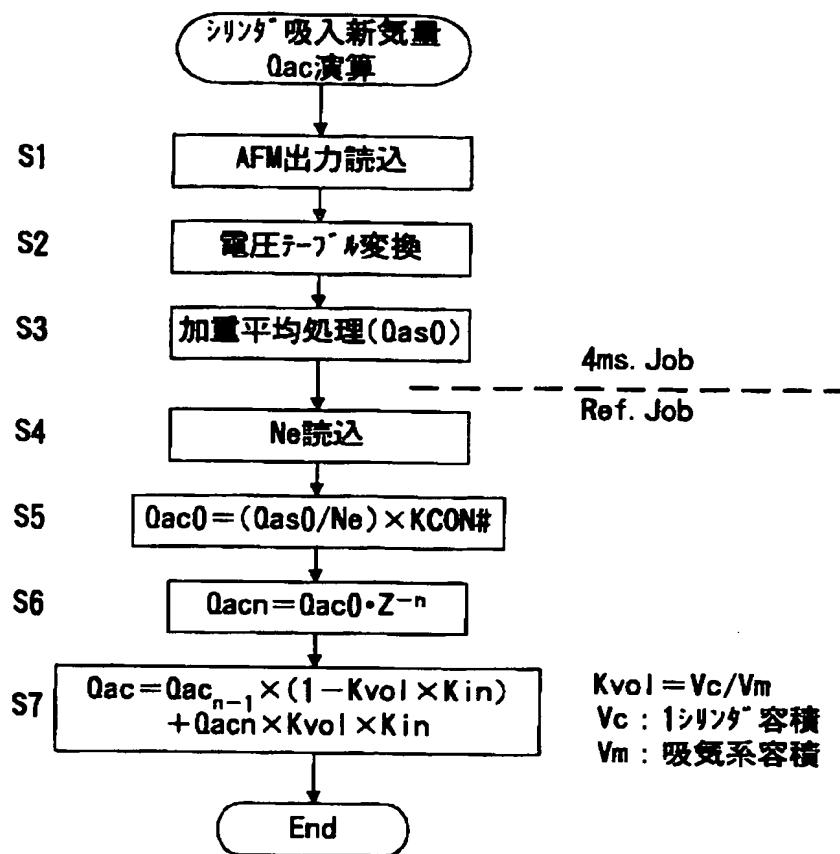 シリンダ吸入新気量
Qac演算
S1
AFM出力読込
S2
電圧テーブル変換
S3
加重平均処理(Qas0)
4ms. Job
Ref. Job
S4
Ne読込
S5
Qac0=(Qas0/Ne)×KCON#
S6
Qacn=Qac0・Z⁻ⁿ
S7
Qac=Qacₙ₋₁×(1-Kvol×Kin)
+Qacn×Kvol×Kin
Kvol=Vc/Vm
Vc：1シリンダ容積
Vm：吸気系容積
End